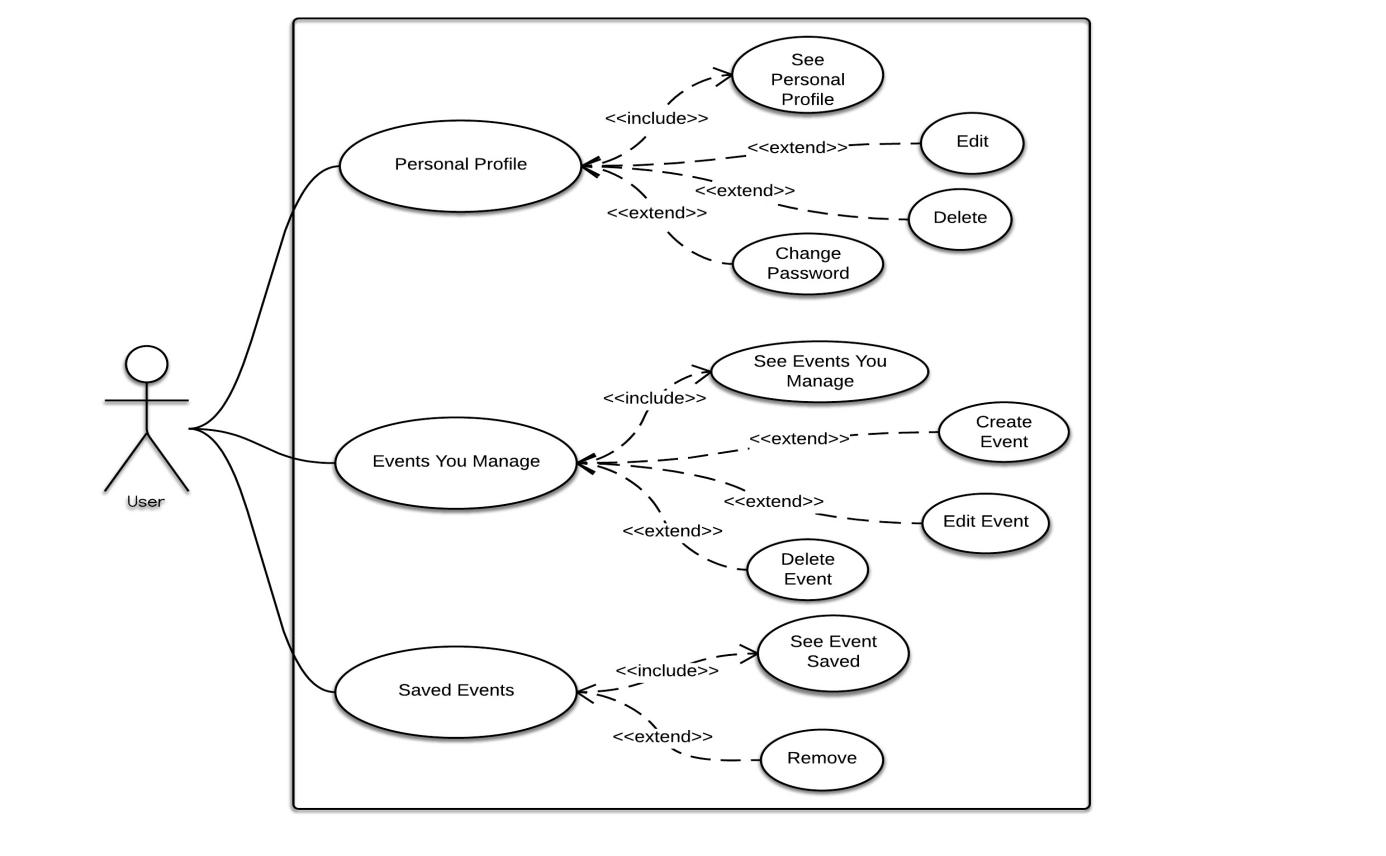 See
Personal
Profile
<<include>>
Personal Profile
<<extend>>
Edit
<<extend>>
Delete
<<extend>>
Change
Password
User
See Events You
Manage
<<include>>
Events You Manage
<<extend>>
Create
Event
<<extend>>
Edit Event
<<extend>>
Delete
Event
See Event
Saved
<<include>>
Saved Events
<<extend>>
Remove